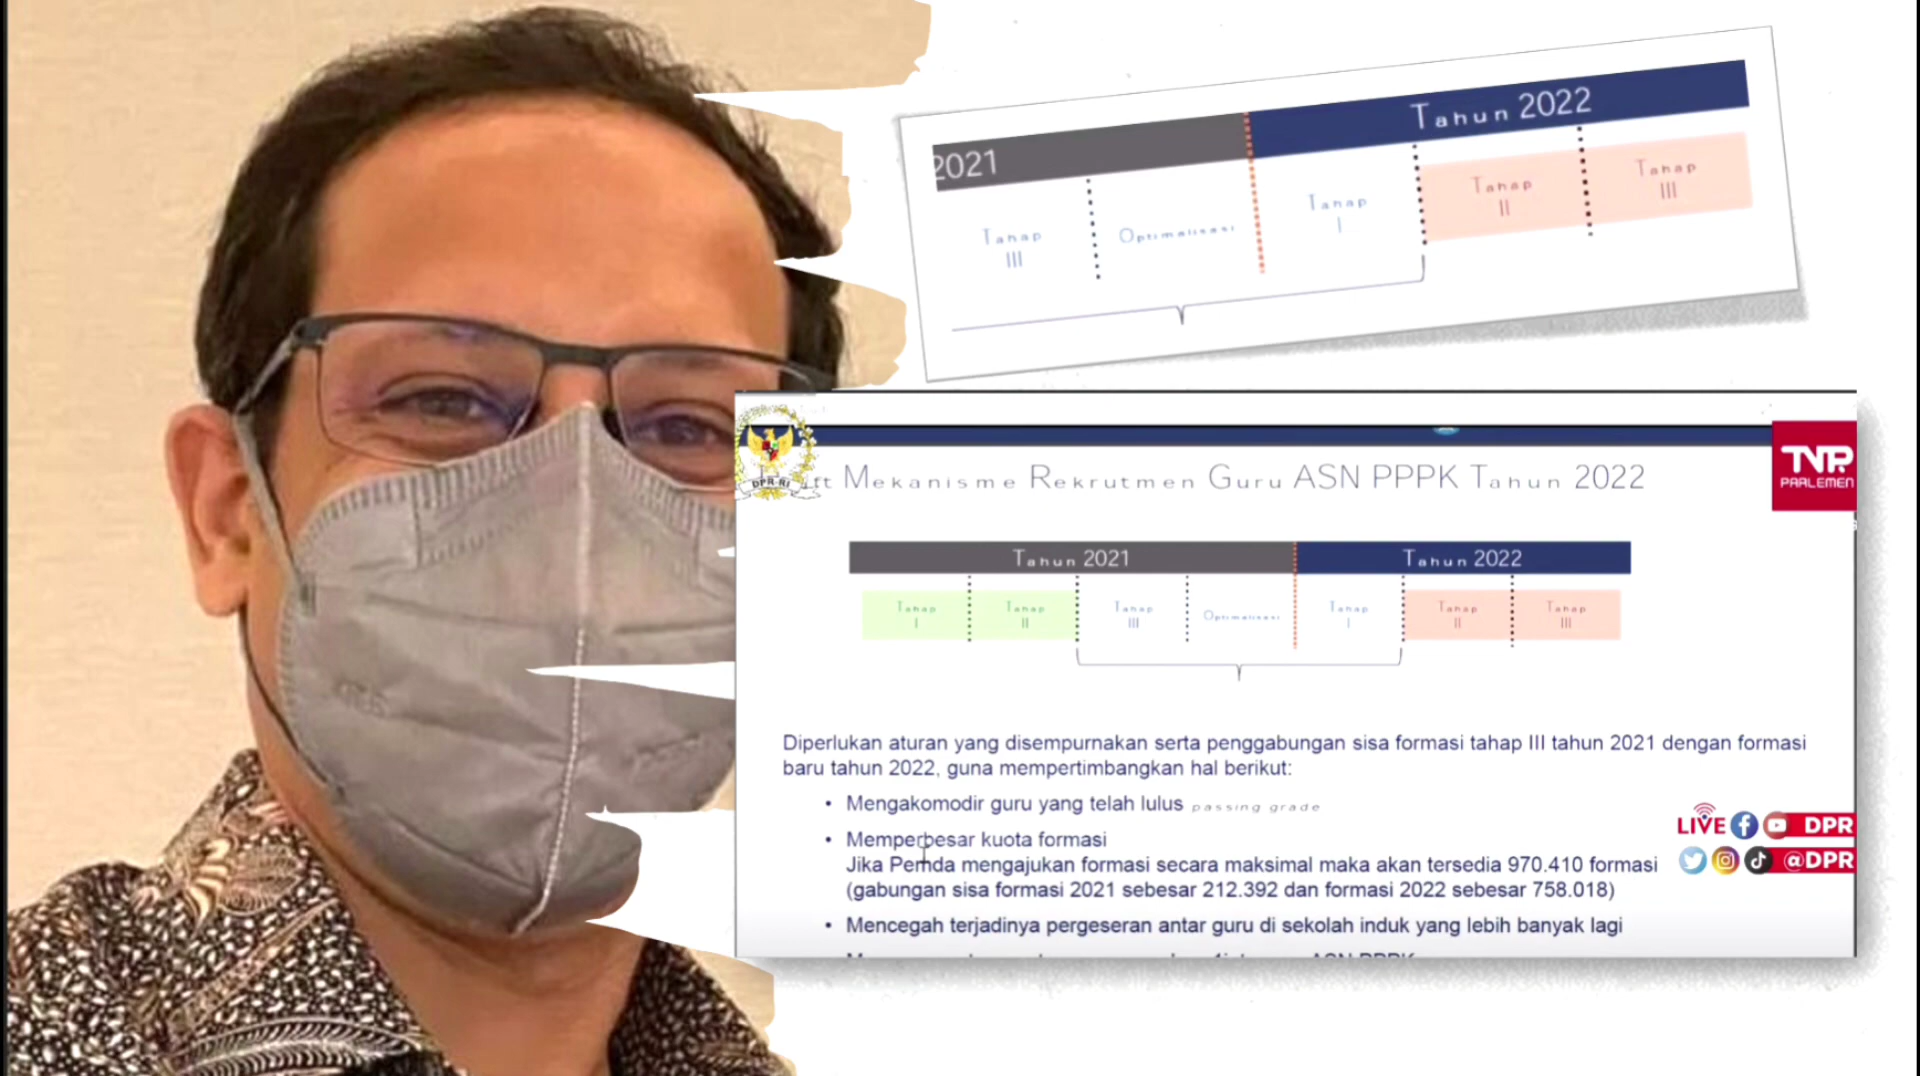 2021
Tahun 2022
Tahap III
Optimalisasi
Tahap I
Tahap II
Tahap III
DPR-RI
Mekanisme Rekrutmen Guru ASN PPPK Tahun 2022
TVR PARLEMEN
Tahun 2021
Tahun 2022
Tahap I
Tahap II
Tahap III
Optimalisasi
Tahap I
Tahap II
Tahap III
Diperlukan aturan yang disempurnakan serta penggabungan sisa formasi tahap III tahun 2021 dengan formasi
baru tahun 2022, guna mempertimbangkan hal berikut:
• Mengakomodir guru yang telah lulus passing grade
• Memperbesar kuota formasi
Jika Pemda mengajukan formasi secara maksimal maka akan tersedia 970.410 formasi
(gabungan sisa formasi 2021 sebesar 212.392 dan formasi 2022 sebesar 758.018)
• Mencegah terjadinya pergeseran antar guru di sekolah induk yang lebih banyak lagi
LIVE DPR
@DPR